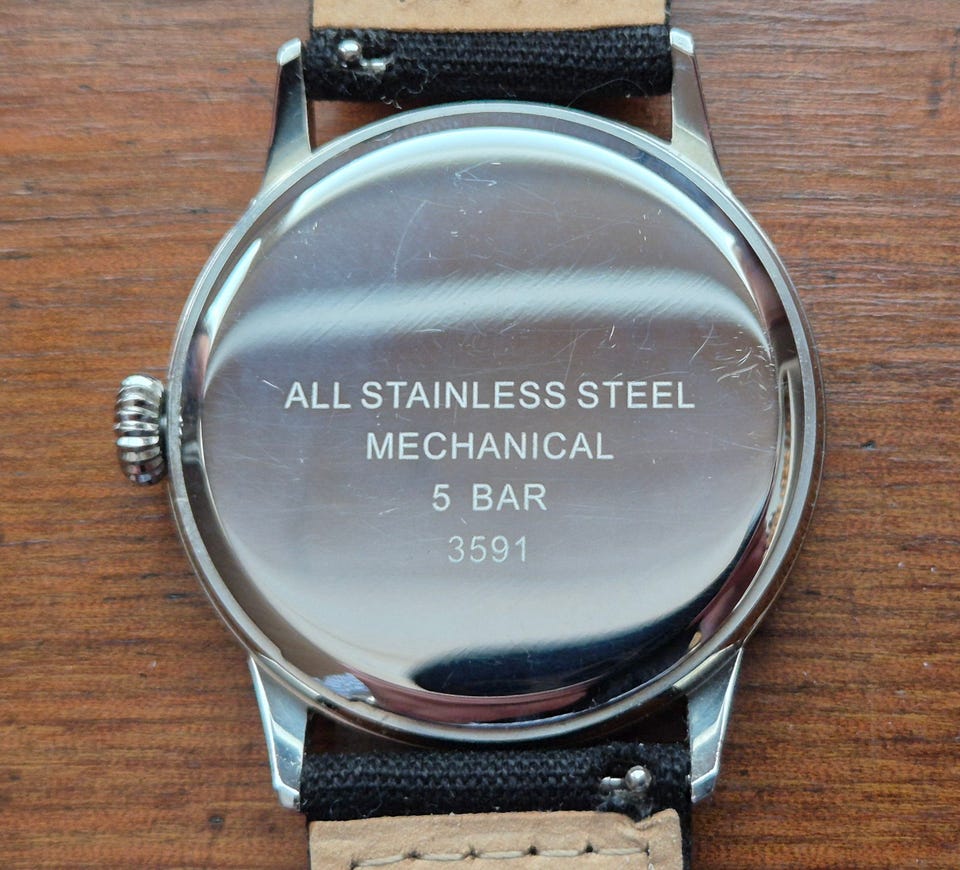 ALL STAINLESS STEEL
MECHANICAL
5 BAR
3591